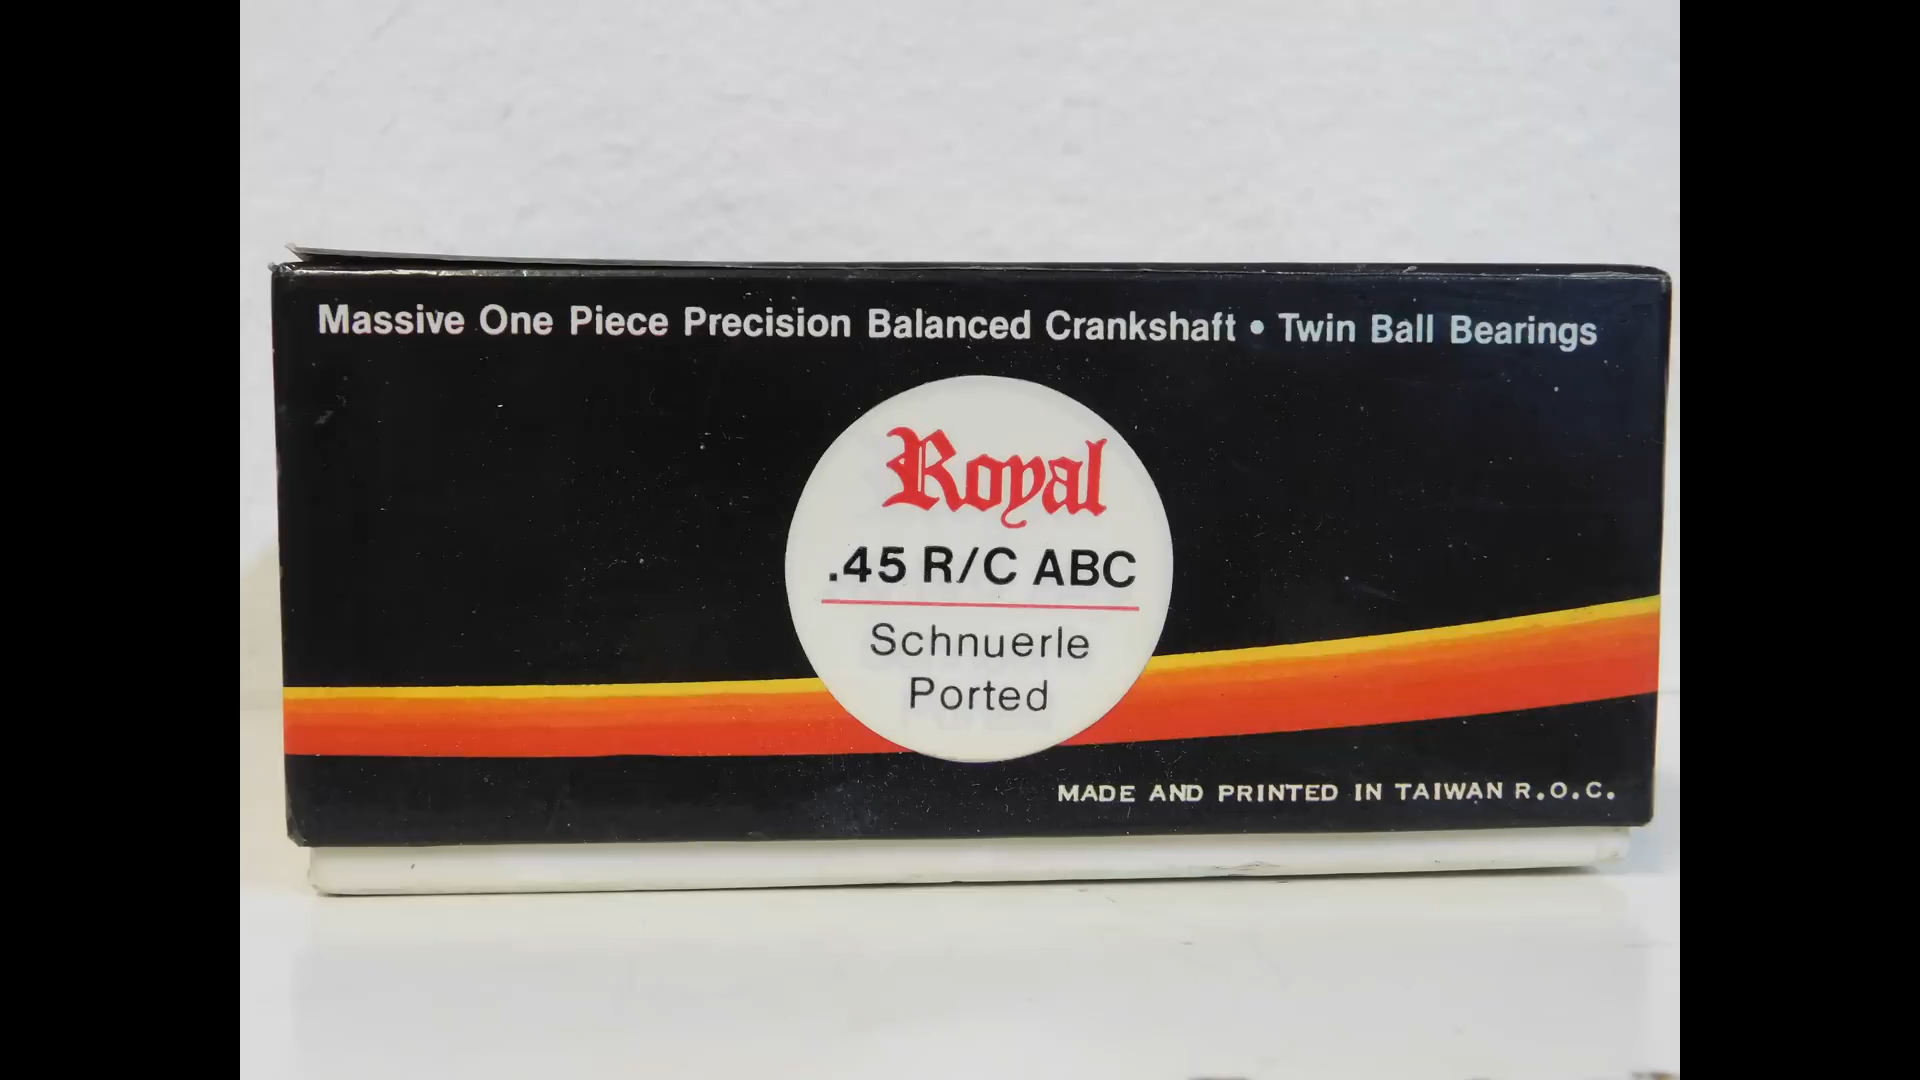 Massive One Piece Precision Balanced Crankshaft • Twin Ball Bearings
Royal
.45 R/C ABC
Schnuerle
Ported
MADE AND PRINTED IN TAIWAN R.O.C.